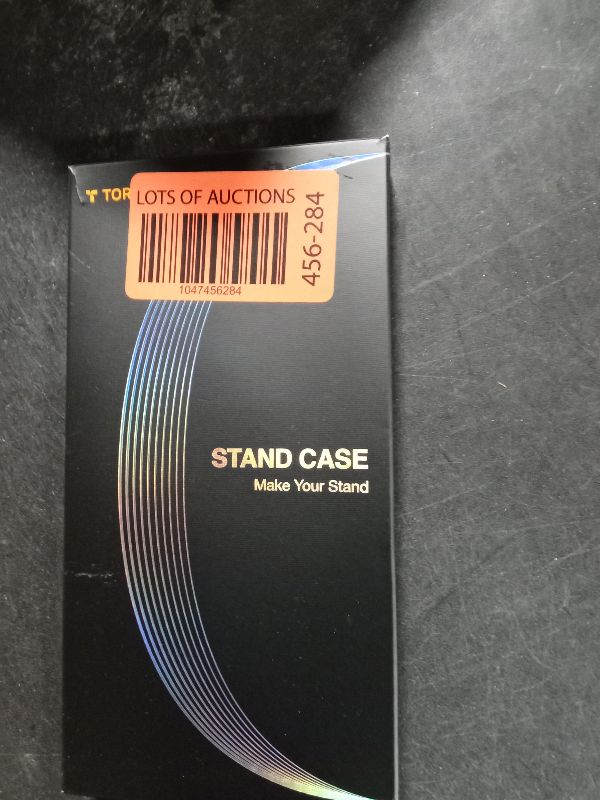 TOR
LOTS OF AUCTIONS
1047456284
456-284
STAND CASE
Make Your Stand